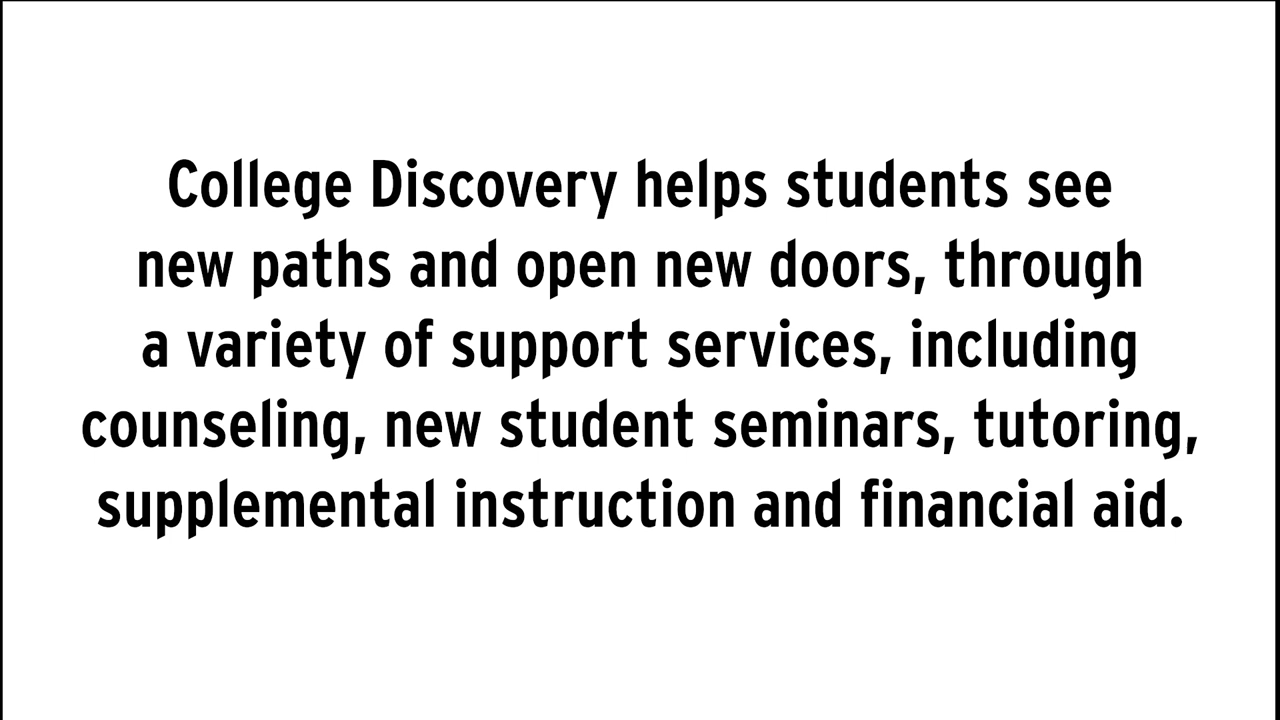 College Discovery helps students see
new paths and open new doors, through
a variety of support services, including
counseling, new student seminars, tutoring,
supplemental instruction and financial aid.